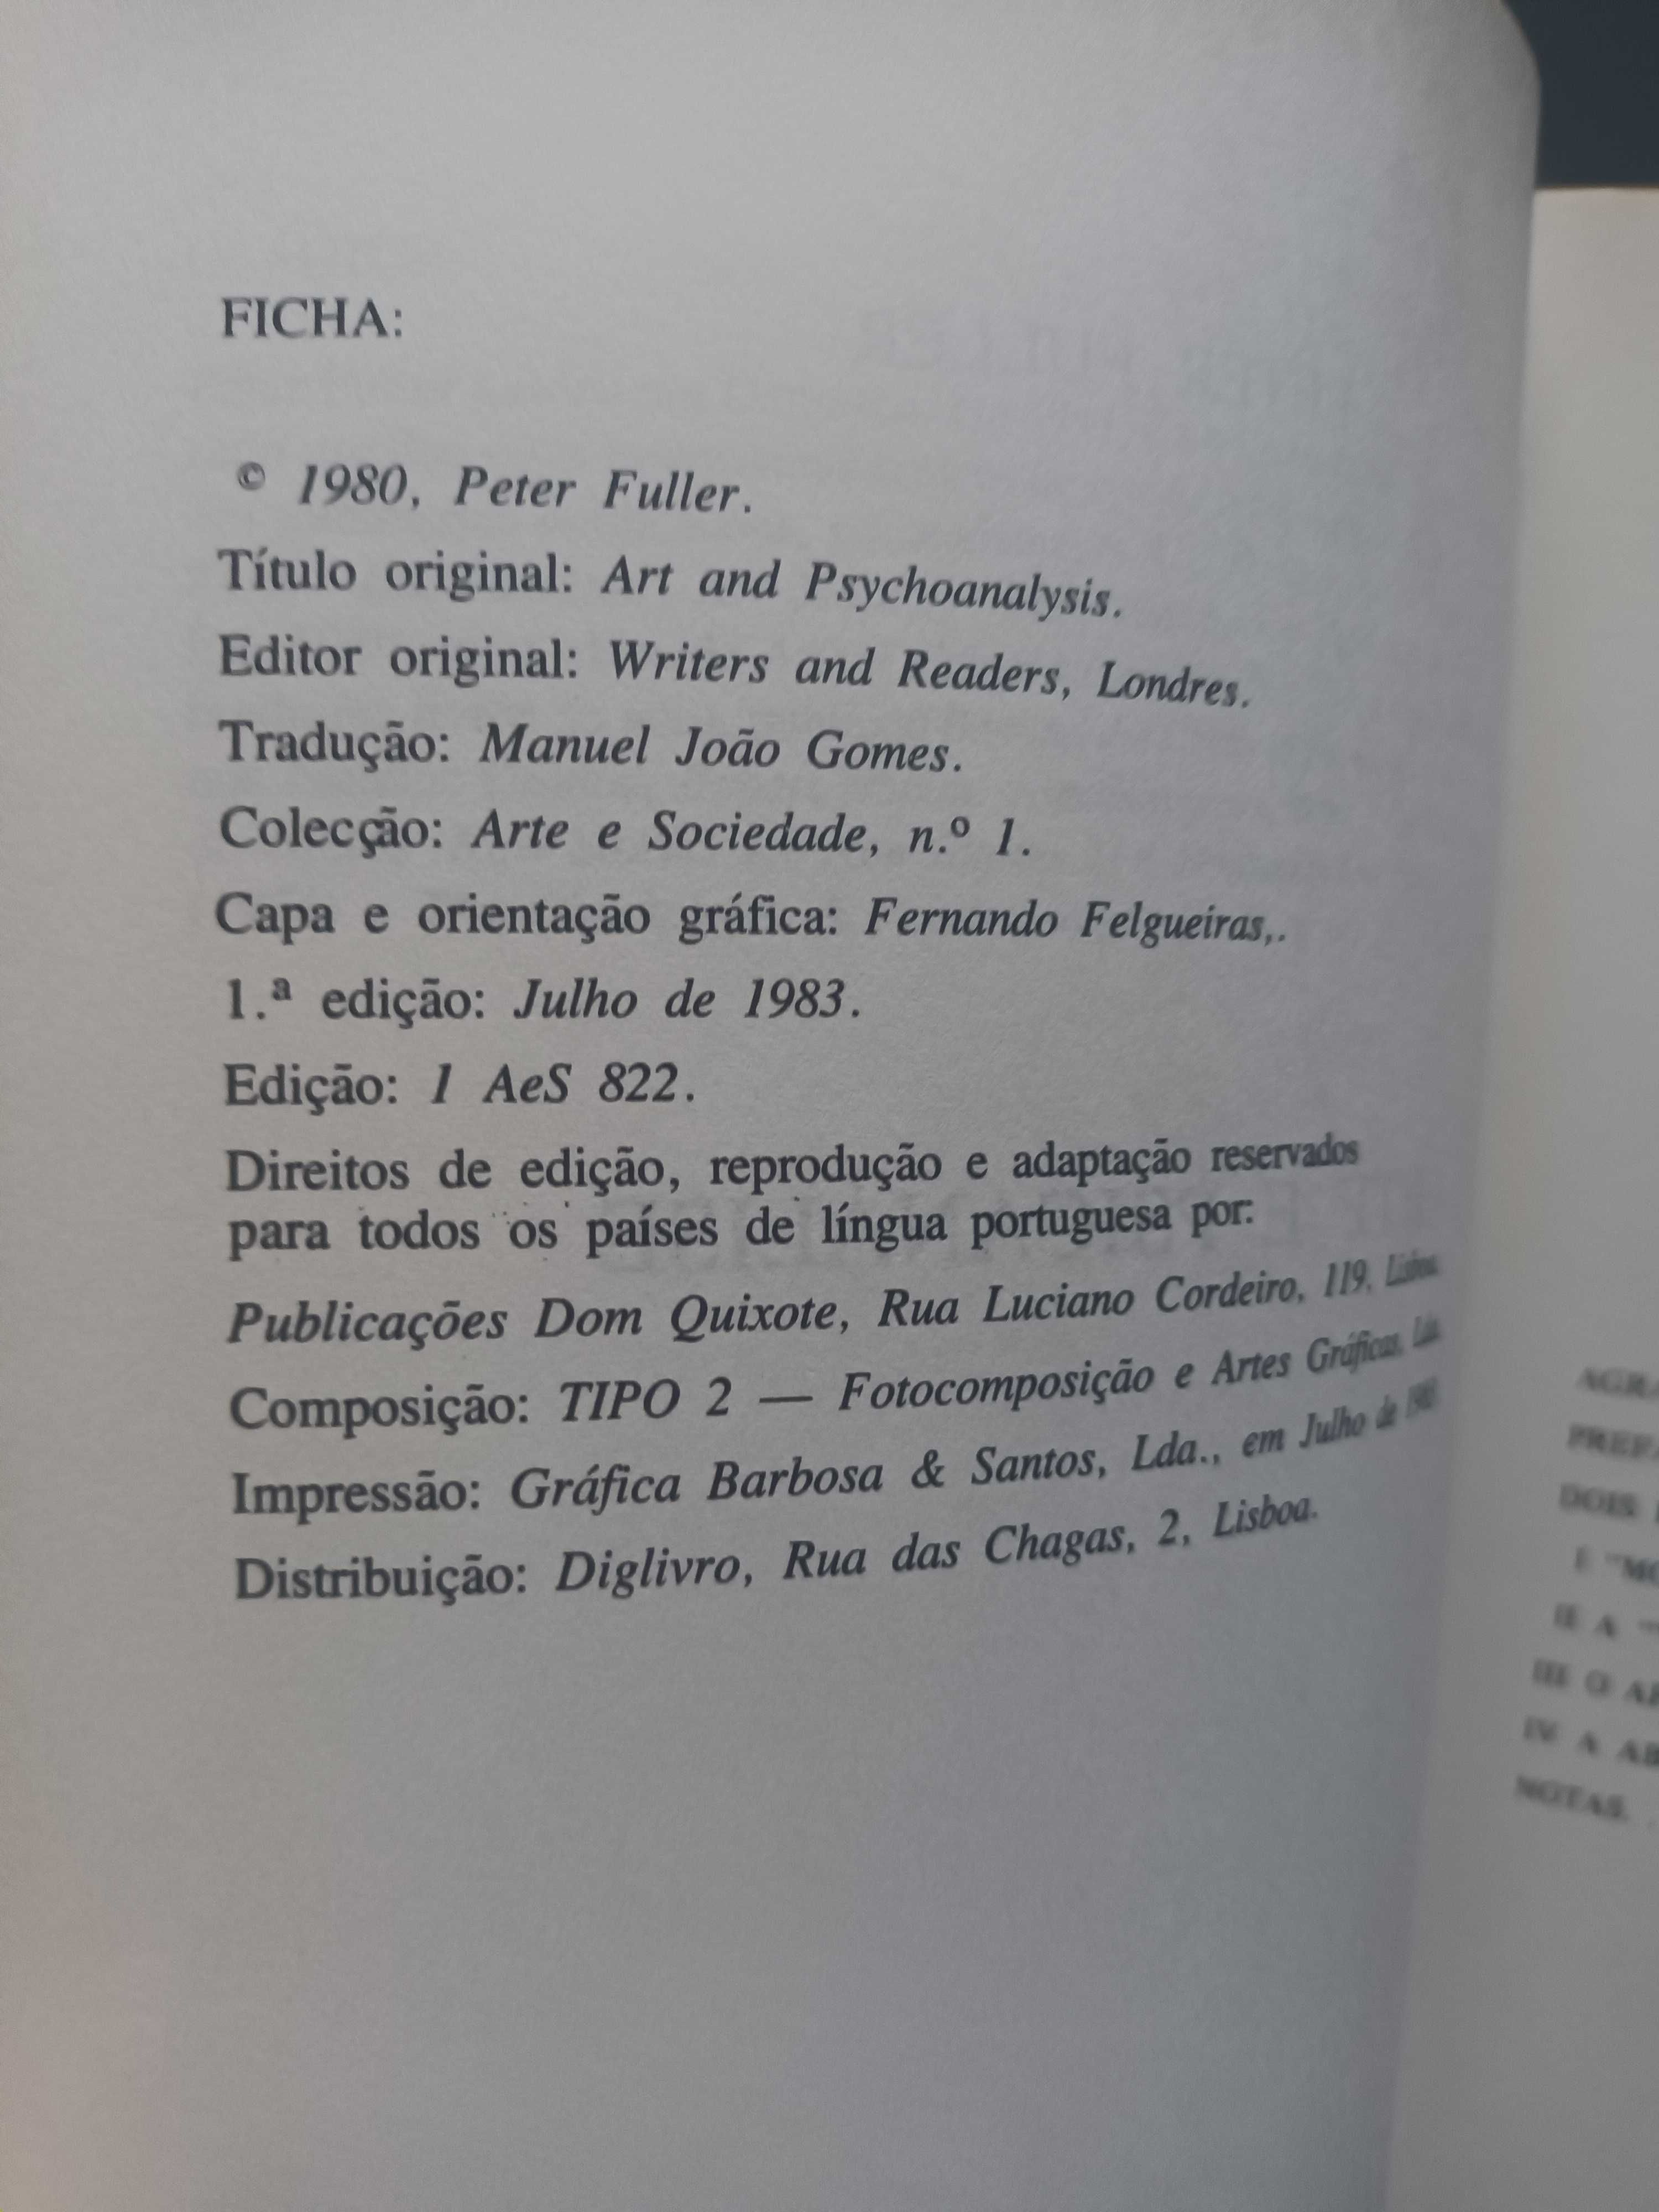 FICHA:
© 1980, Peter Fuller.
Título original: Art and Psychoanalysis.
Editor original: Writers and Readers, Londres.
Tradução: Manuel João Gomes.
Colecção: Arte e Sociedade, n.º 1.
Capa e orientação gráfica: Fernando Felgueiras,.
1.ª edição: Julho de 1983.
Edição: 1 AeS 822.
Direitos de edição, reprodução e adaptação reservados
para todos os países de língua portuguesa por:
Publicações Dom Quixote, Rua Luciano Cordeiro, 119, Lisboa.
Composição: TIPO 2 — Fotocomposição e Artes Gráficas,
Impressão: Gráfica Barbosa & Santos, Lda., em Julho de
Distribuição: Diglivro, Rua das Chagas, 2, Lisboa.
DOIS
NOTAS.